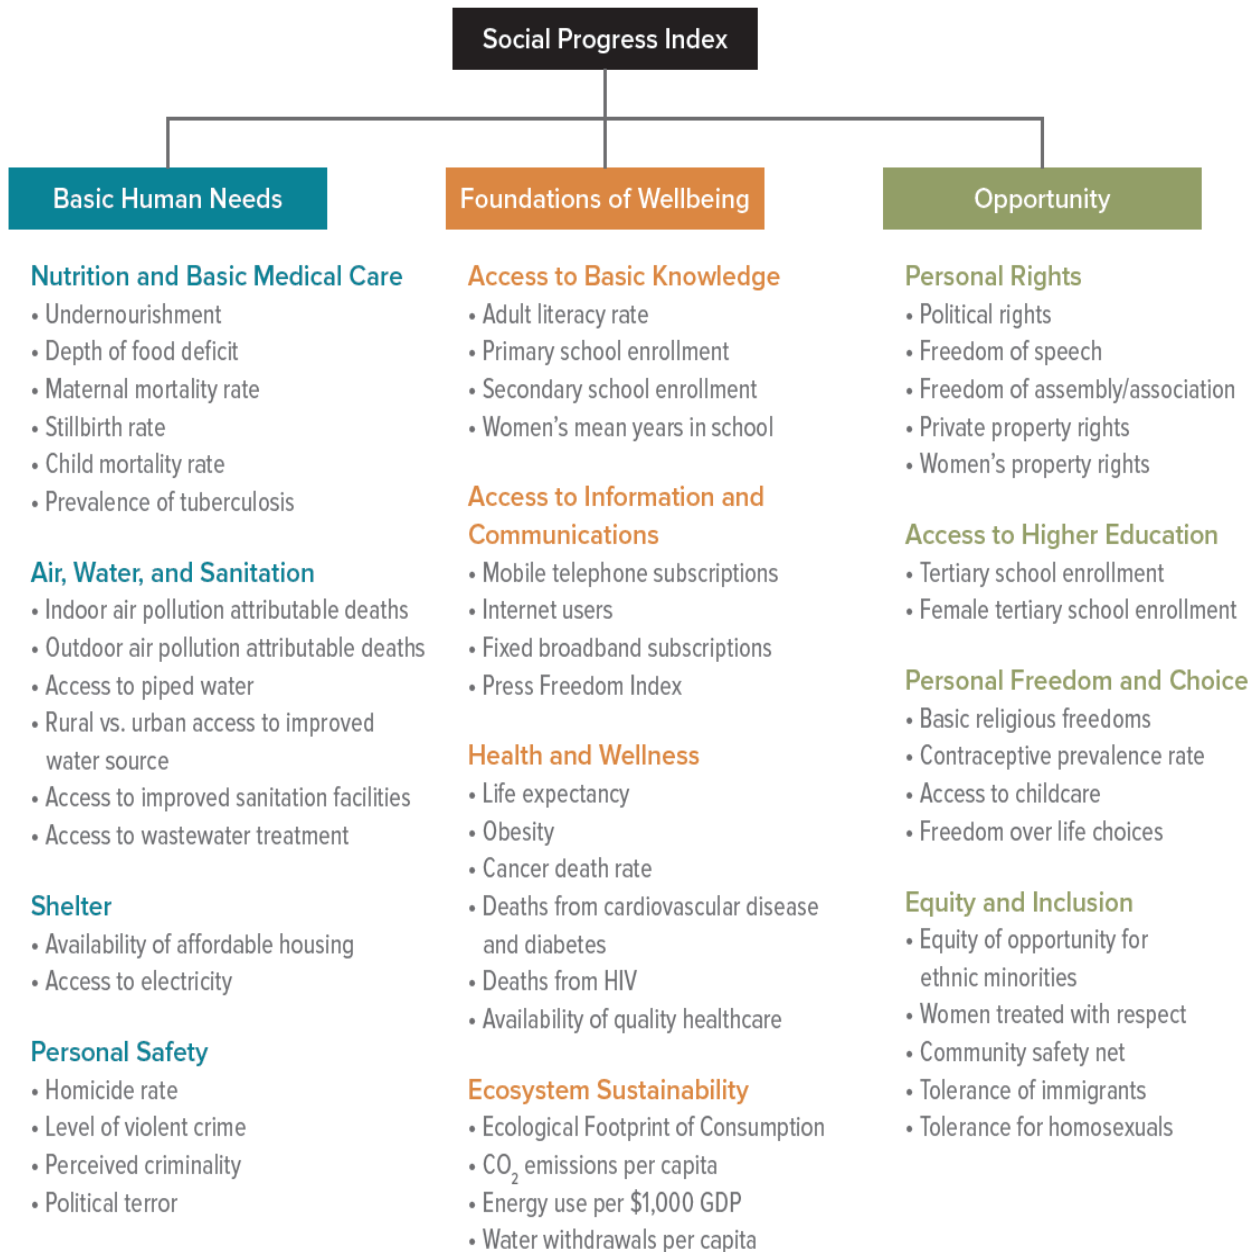 Social Progress Index
Basic Human Needs
Nutrition and Basic Medical Care
• Undernourishment
• Depth of food deficit
• Maternal mortality rate
• Stillbirth rate
• Child mortality rate
• Prevalence of tuberculosis
Air, Water, and Sanitation
• Indoor air pollution attributable deaths
• Outdoor air pollution attributable deaths
• Access to piped water
• Rural vs. urban access to improved
water source
• Access to improved sanitation facilities
• Access to wastewater treatment
Shelter
• Availability of affordable housing
• Access to electricity
Personal Safety
• Homicide rate
• Level of violent crime
• Perceived criminality
• Political terror
Foundations of Wellbeing
Access to Basic Knowledge
• Adult literacy rate
• Primary school enrollment
• Secondary school enrollment
• Women’s mean years in school
Access to Information and
Communications
• Mobile telephone subscriptions
• Internet users
• Fixed broadband subscriptions
• Press Freedom Index
Health and Wellness
• Life expectancy
• Obesity
• Cancer death rate
• Deaths from cardiovascular disease
and diabetes
• Deaths from HIV
• Availability of quality healthcare
Ecosystem Sustainability
• Ecological Footprint of Consumption
• CO₂ emissions per capita
• Energy use per $1,000 GDP
• Water withdrawals per capita
Opportunity
Personal Rights
• Political rights
• Freedom of speech
• Freedom of assembly/association
• Private property rights
• Women’s property rights
Access to Higher Education
• Tertiary school enrollment
• Female tertiary school enrollment
Personal Freedom and Choice
• Basic religious freedoms
• Contraceptive prevalence rate
• Access to childcare
• Freedom over life choices
Equity and Inclusion
• Equity of opportunity for
ethnic minorities
• Women treated with respect
• Community safety net
• Tolerance of immigrants
• Tolerance for homosexuals